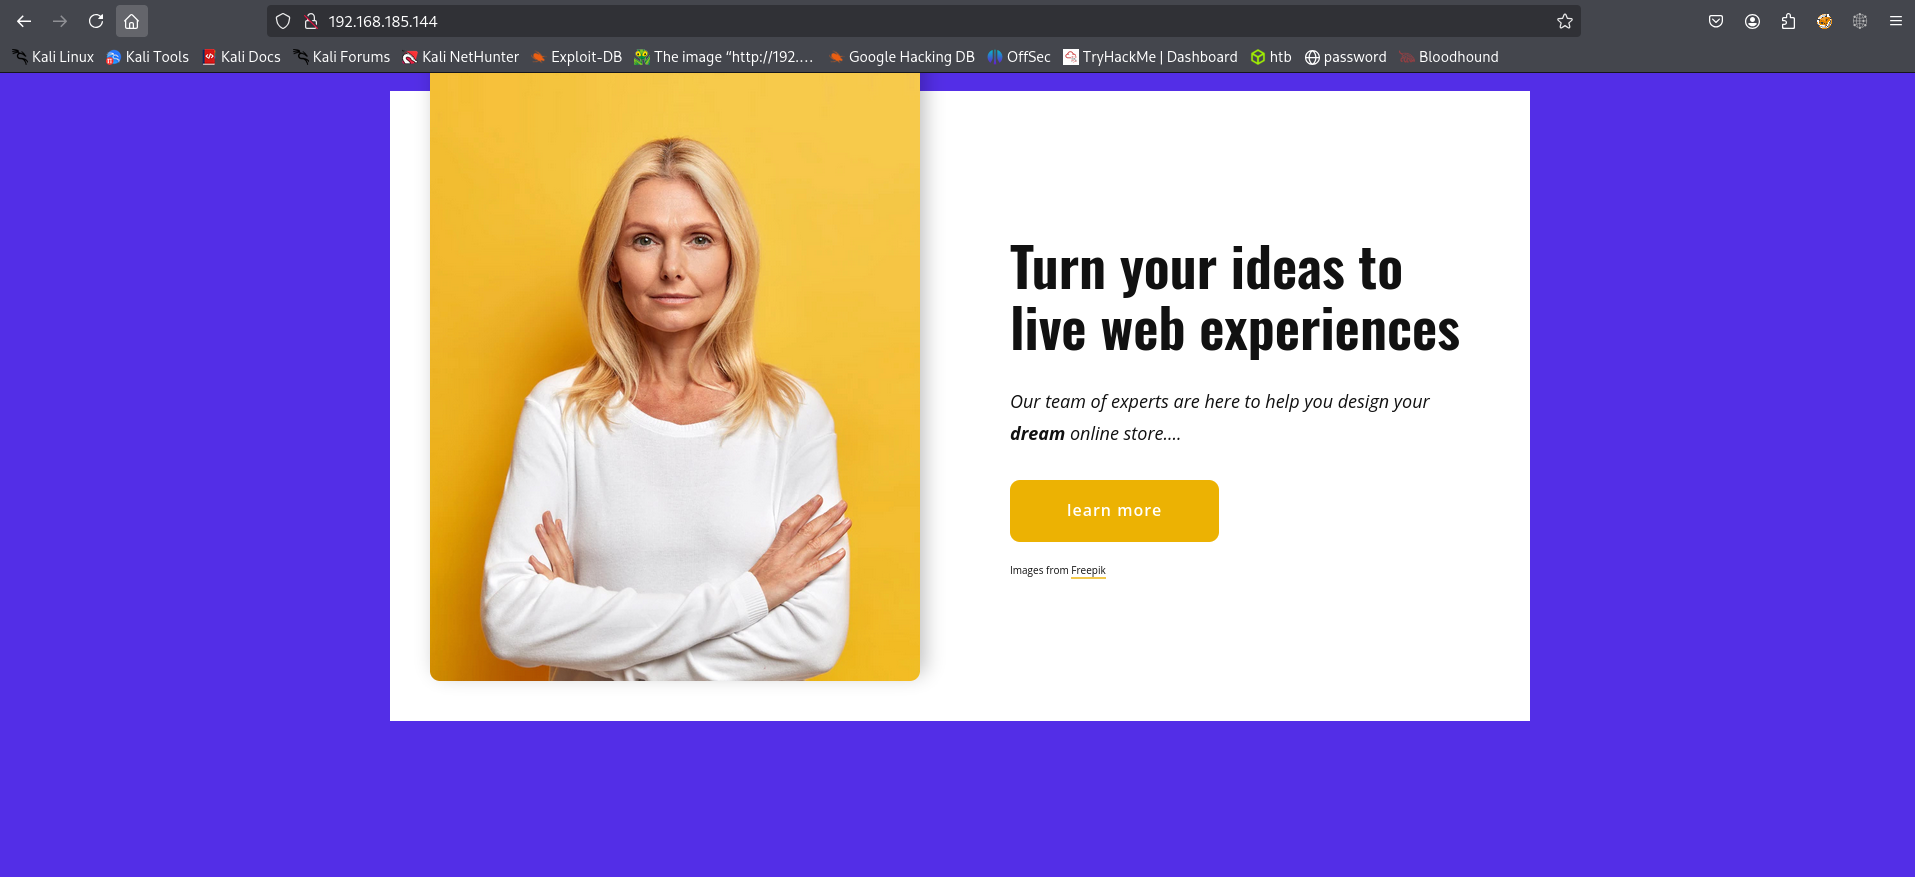 192.168.185.144
Kali Linux Kali Tools Kali Docs Kali Forums Kali NetHunter Exploit-DB The image “http://192.… Google Hacking DB OffSec TryHackMe | Dashboard htb password Bloodhound
Turn your ideas to
live web experiences
Our team of experts are here to help you design your
dream online store....
learn more
Images from Freepik